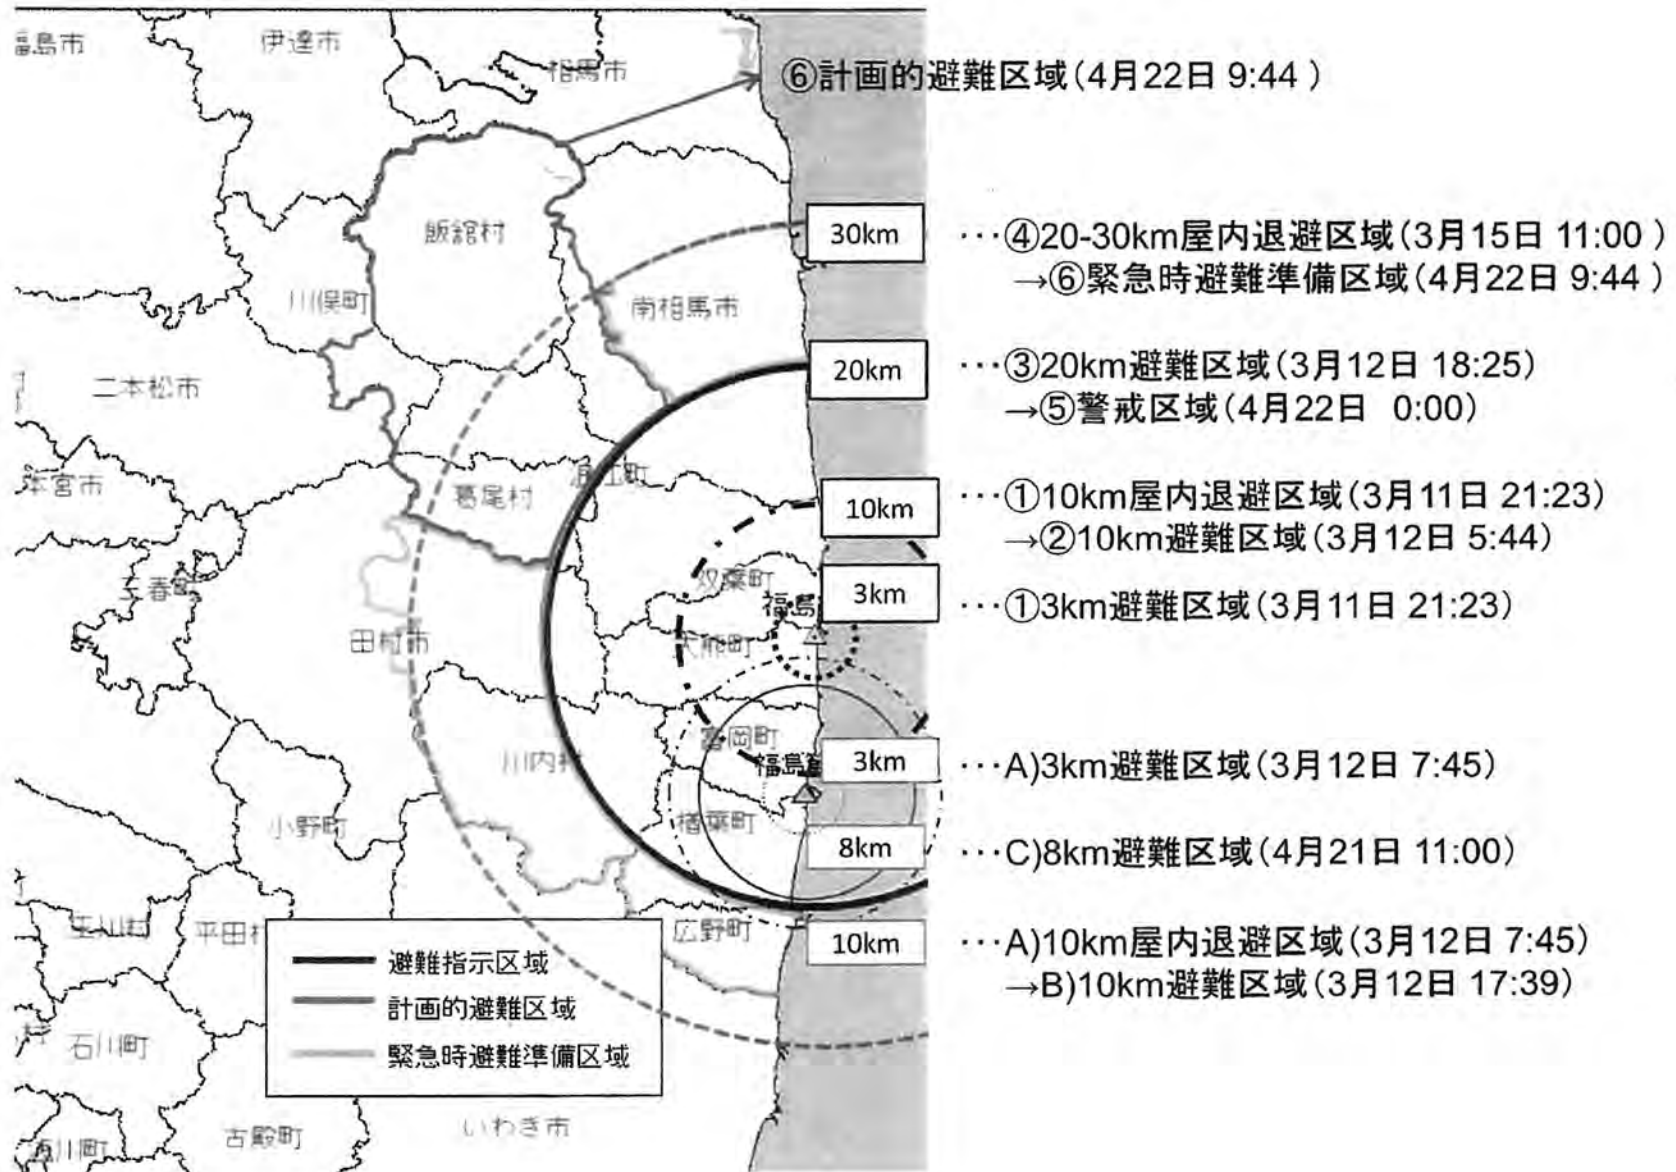 伊達市
相馬市
⑥計画的避難区域(4月22日 9:44 )
飯舘村
川俣町
南相馬市
二本松市
本宮市
葛尾村
浪江町
三春町
双葉町
福島
大熊町
田村市
富岡町
川内村
福島第
楢葉町
小野町
玉川村
平田村
広野町
石川町
古殿町
いわき市
30km
…④20-30km屋内退避区域(3月15日 11:00 )
→⑥緊急時避難準備区域(4月22日 9:44 )
20km
…③20km避難区域(3月12日 18:25)
→⑤警戒区域(4月22日 0:00)
10km
…①10km屋内退避区域(3月11日 21:23)
→②10km避難区域(3月12日 5:44)
3km
…①3km避難区域(3月11日 21:23)
3km
…A)3km避難区域(3月12日 7:45)
8km
…C)8km避難区域(4月21日 11:00)
10km
…A)10km屋内退避区域(3月12日 7:45)
→B)10km避難区域(3月12日 17:39)
避難指示区域
計画的避難区域
緊急時避難準備区域